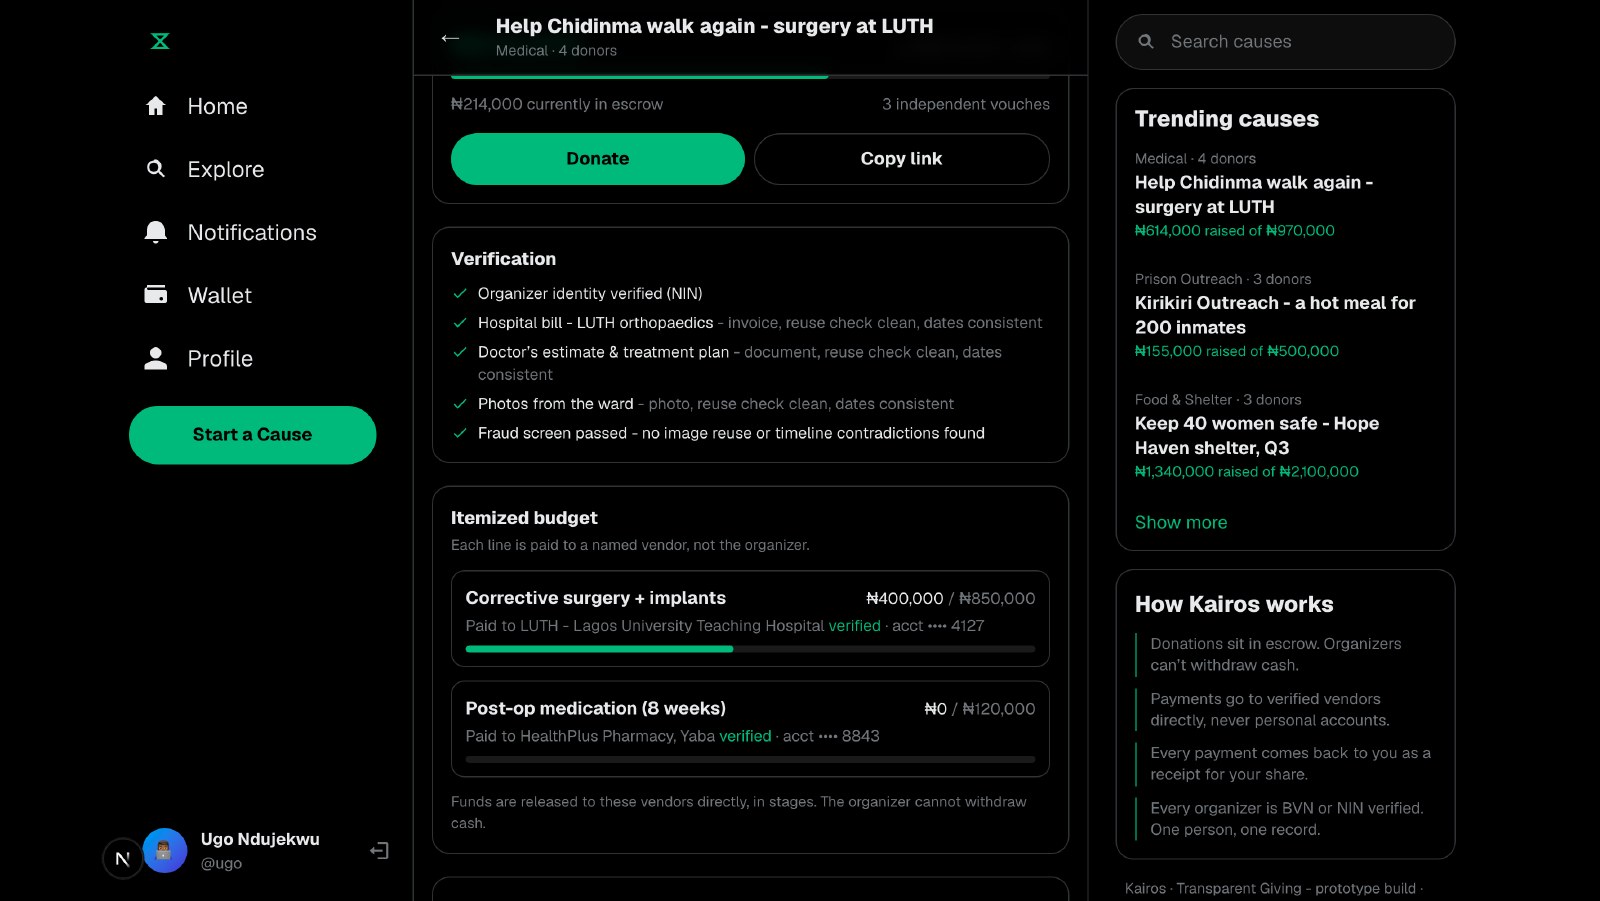 Home
Explore
Notifications
Wallet
Profile
Start a Cause
N
Ugo Ndujekwu
@ugo
←
Help Chidinma walk again - surgery at LUTH
Medical · 4 donors
₦214,000 currently in escrow
3 independent vouches
Donate
Copy link
Verification
Organizer identity verified (NIN)
Hospital bill - LUTH orthopaedics - invoice, reuse check clean, dates consistent
Doctor's estimate & treatment plan - document, reuse check clean, dates
consistent
Photos from the ward - photo, reuse check clean, dates consistent
Fraud screen passed - no image reuse or timeline contradictions found
Itemized budget
Each line is paid to a named vendor, not the organizer.
Corrective surgery + implants
₦400,000 / ₦850,000
Paid to LUTH - Lagos University Teaching Hospital verified · acct •••• 4127
Post-op medication (8 weeks)
₦0 / ₦120,000
Paid to HealthPlus Pharmacy, Yaba verified · acct •••• 8843
Funds are released to these vendors directly, in stages. The organizer cannot withdraw
cash.
Search causes
Trending causes
Medical · 4 donors
Help Chidinma walk again -
surgery at LUTH
₦614,000 raised of ₦970,000
Prison Outreach · 3 donors
Kirikiri Outreach - a hot meal for
200 inmates
₦155,000 raised of ₦500,000
Food & Shelter · 3 donors
Keep 40 women safe - Hope
Haven shelter, Q3
₦1,340,000 raised of ₦2,100,000
Show more
How Kairos works
Donations sit in escrow. Organizers
can't withdraw cash.
Payments go to verified vendors
directly, never personal accounts.
Every payment comes back to you as a
receipt for your share.
Every organizer is BVN or NIN verified.
One person, one record.
Kairos · Transparent Giving - prototype build ·